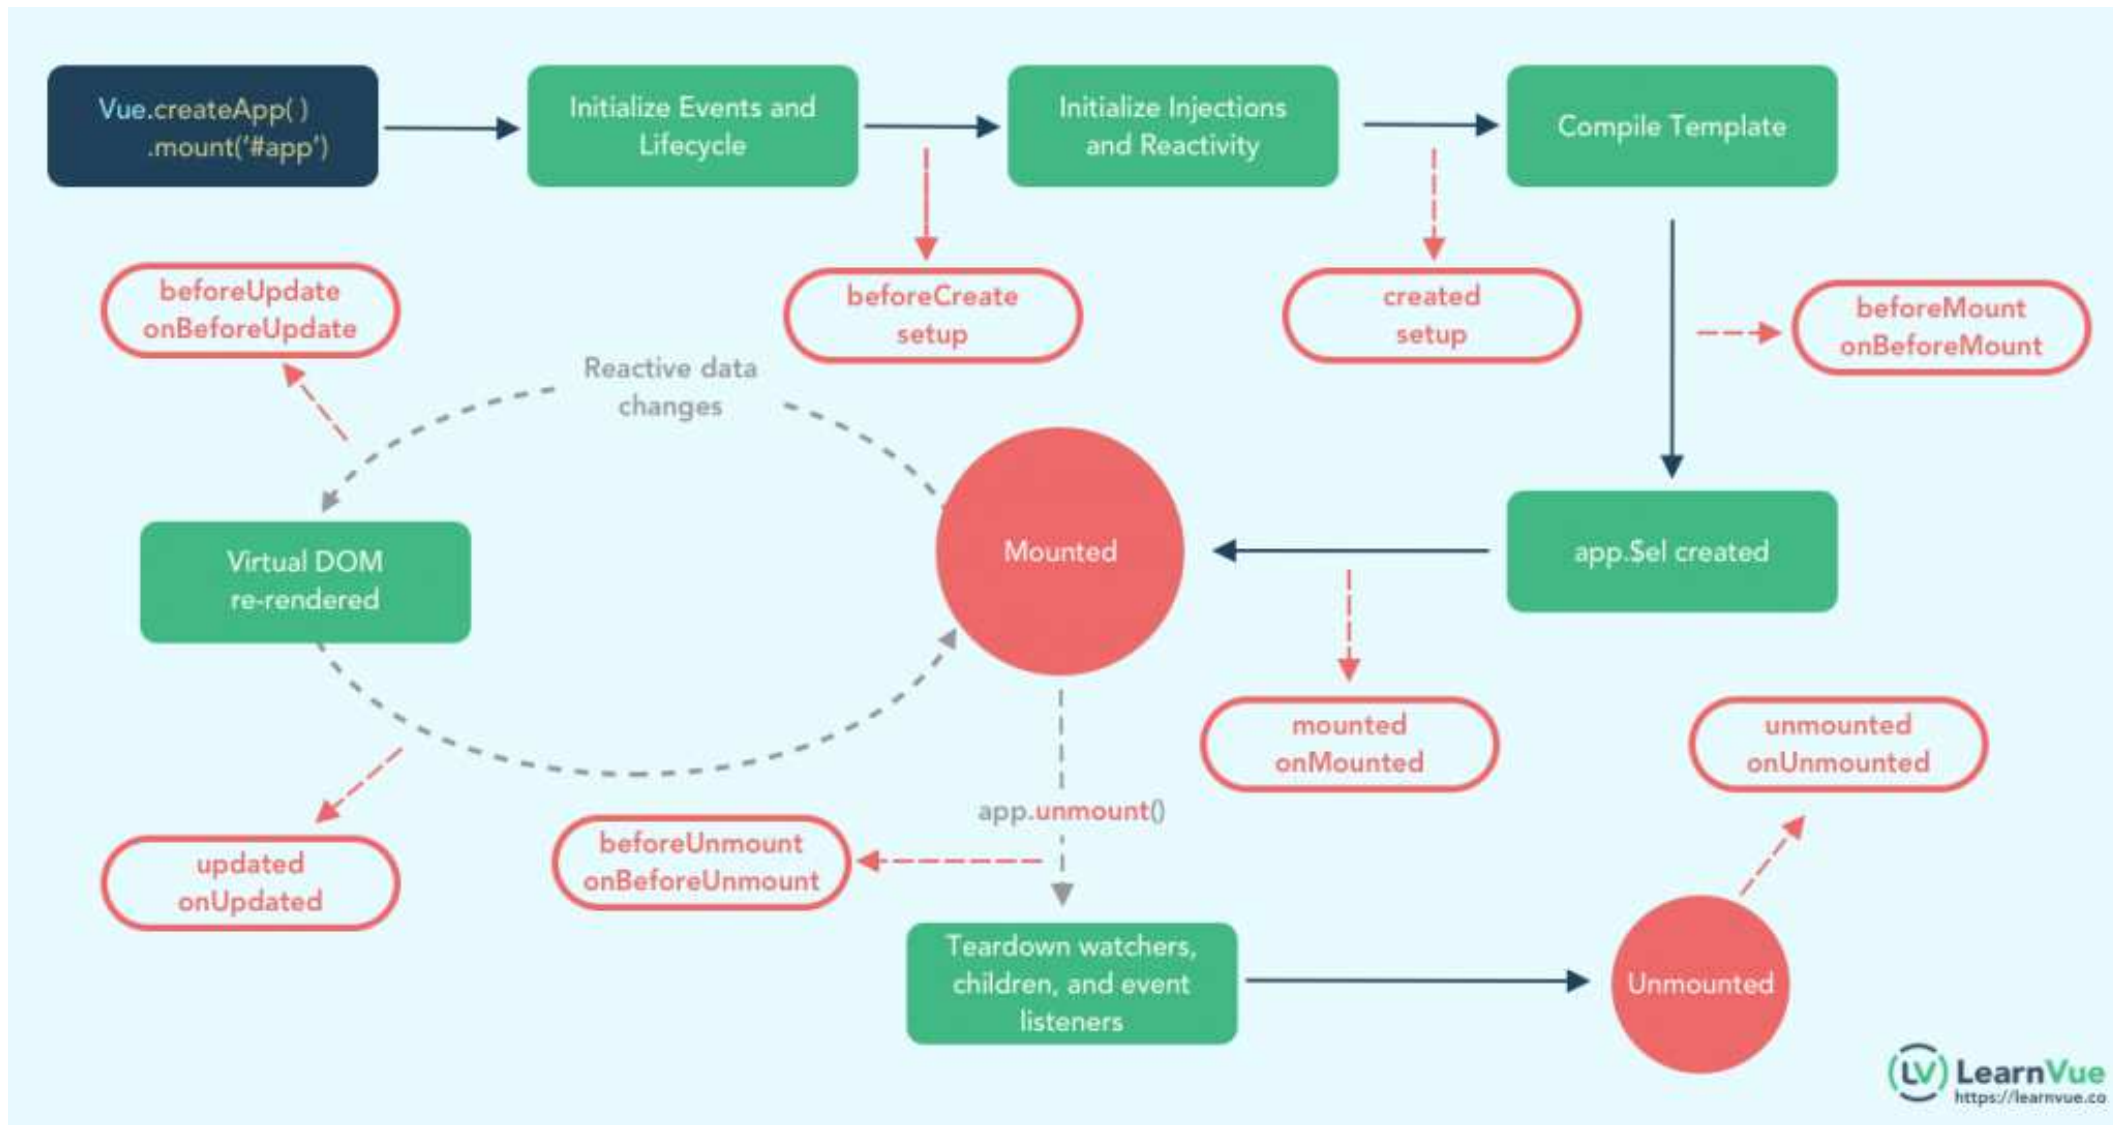 Vue.createApp( )
.mount('#app')
Initialize Events and
Lifecycle
Initialize Injections
and Reactivity
Compile Template
beforeUpdate
onBeforeUpdate
beforeCreate
setup
created
setup
beforeMount
onBeforeMount
Reactive data
changes
Virtual DOM
re-rendered
Mounted
app.$el created
mounted
onMounted
unmounted
onUnmounted
app.unmount()
updated
onUpdated
beforeUnmount
onBeforeUnmount
Teardown watchers,
children, and event
listeners
Unmounted
LV LearnVue
https://learnvue.co